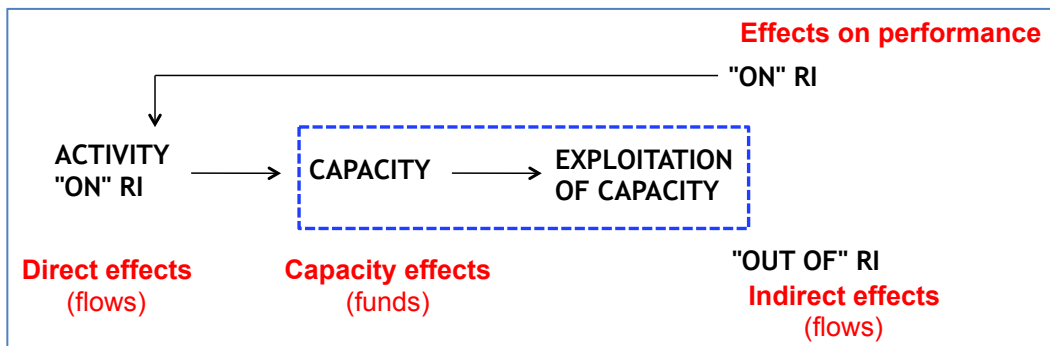 Effects on performance
"ON" RI
ACTIVITY
"ON" RI
CAPACITY
EXPLOITATION
OF CAPACITY
"OUT OF" RI
Direct effects
(flows)
Capacity effects
(funds)
Indirect effects
(flows)